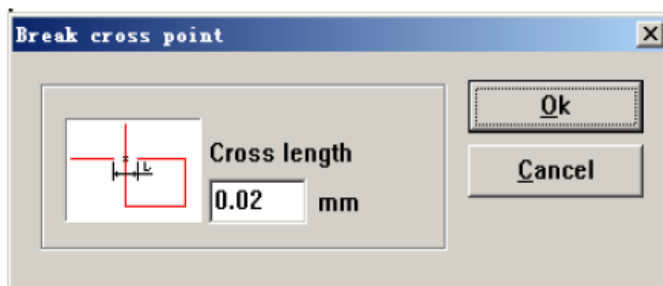 Break cross point
Ok
L
Cross length
Cancel
0.02 mm